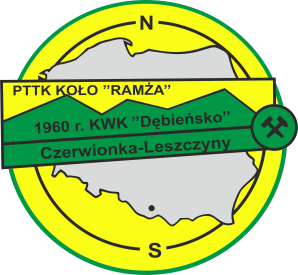 N
PTTK KOŁO ”RAMŻA”
1960 r. KWK ”Dębieńsko”
Czerwionka-Leszczyny
S